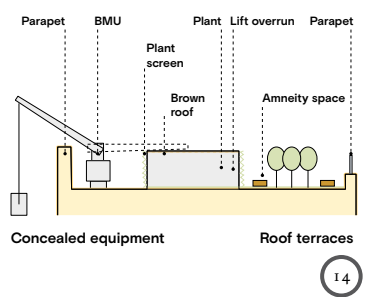 Parapet BMU Plant Lift overrun Parapet
Plant
screen
Brown
roof
Amneity space
Concealed equipment Roof terraces
14